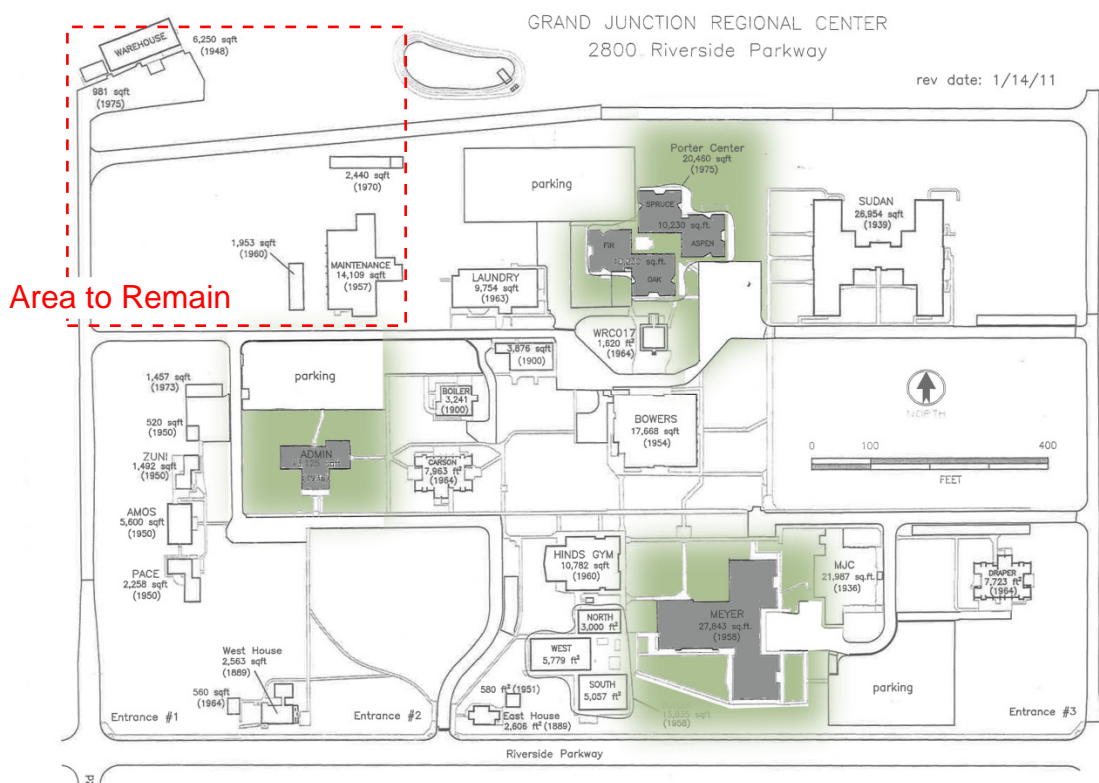 GRAND JUNCTION REGIONAL CENTER
2800 Riverside Parkway
rev date: 1/14/11
WAREHOUSE
6,250 sqft
(1948)
981 sqft
(1975)
2,440 sqft
(1970)
1,953 sqft
(1960)
MAINTENANCE
14,109 sqft
(1957)
Area to Remain
parking
Porter Center
20,460 sqft
(1975)
SPRUCE
10,230 sq.ft.
FIR
ASPEN
sq.ft.
OAK
SUDAN
26,954 sqft
(1939)
LAUNDRY
9,754 sqft
(1963)
WRC017
1,620 ft²
(1964)
3,876 sqft
(1900)
parking
1,457 sqft
(1973)
520 sqft
(1950)
ZUNI
1,492 sqft
(1950)
AMOS
5,600 sqft
(1950)
PACE
2,258 sqft
(1950)
BOILER
3,241
(1900)
ADMIN
CARSON
7,963 ft²
(1964)
BOWERS
17,668 sqft
(1954)
NORTH
0 100 400
FEET
HINDS GYM
10,782 sqft
(1960)
NORTH
3,000 ft²
WEST
5,779 ft²
SOUTH
5,057 ft²
MEYER
27,843 sq.ft.
(1958)
MJC
21,987 sq.ft.
(1936)
DRAPER
7,723 ft²
(1964)
parking
West House
2,563 sqft
(1889)
560 sqft
(1964)
580 ft² (1951)
East House
2,606 ft² (1889)
sqft
(1958)
Entrance #1
Entrance #2
Entrance #3
Riverside Parkway